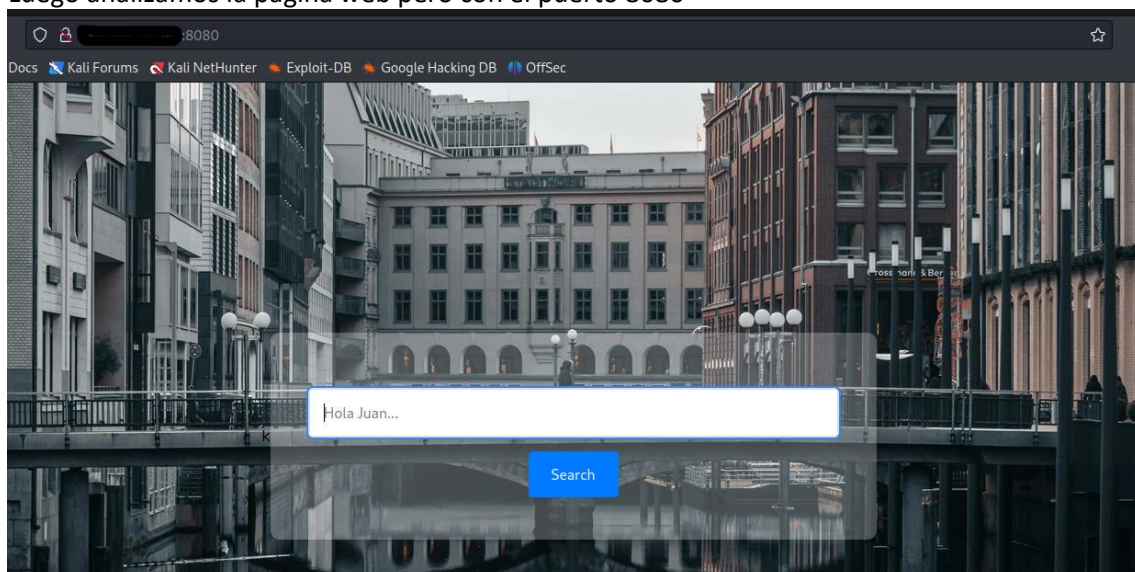 Luego analizamos la página web pero con el puerto 8080
:8080
Docs Kali Forums Kali NetHunter Exploit-DB Google Hacking DB OffSec
Hola Juan...
Search